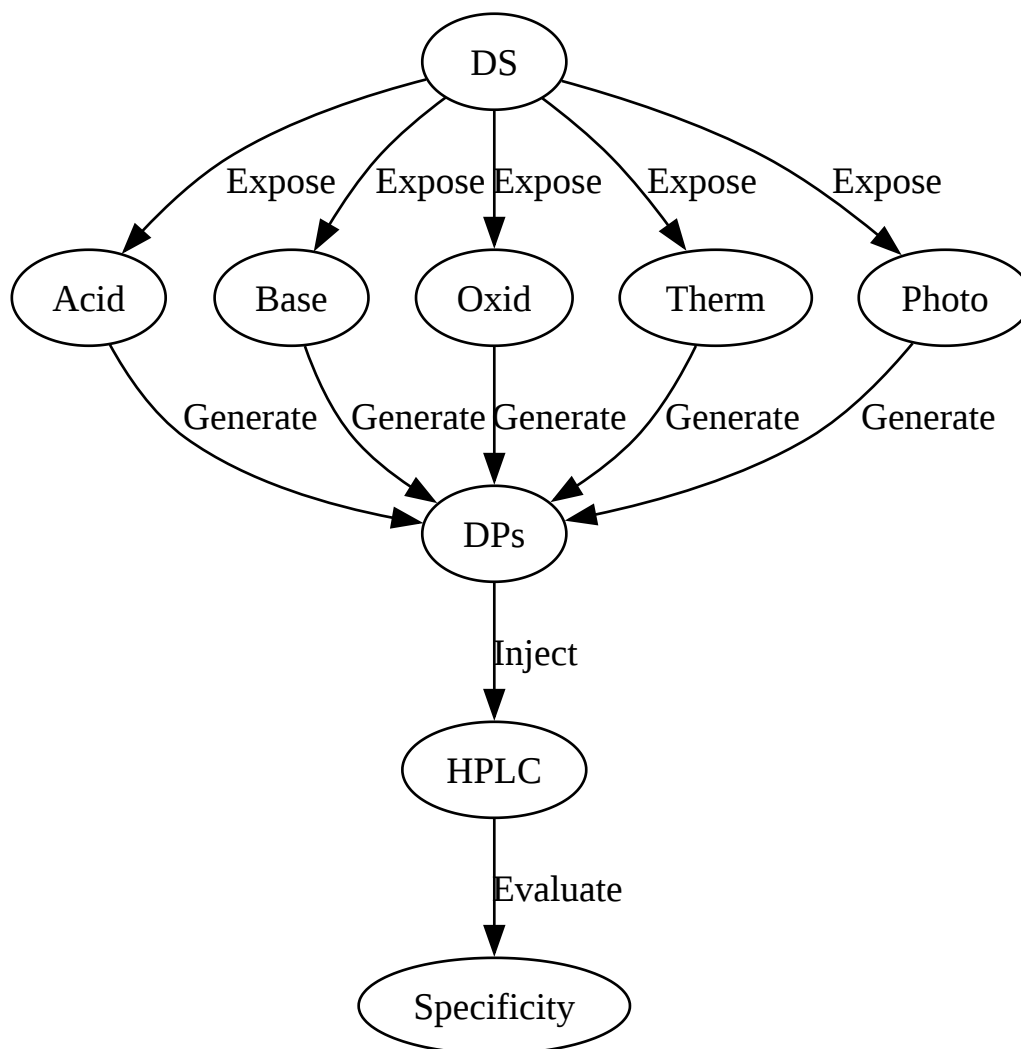 DS
Expose Expose Expose Expose Expose
Acid Base Oxid Therm Photo
Generate Generate Generate Generate Generate
DPs
Inject
HPLC
Evaluate
Specificity